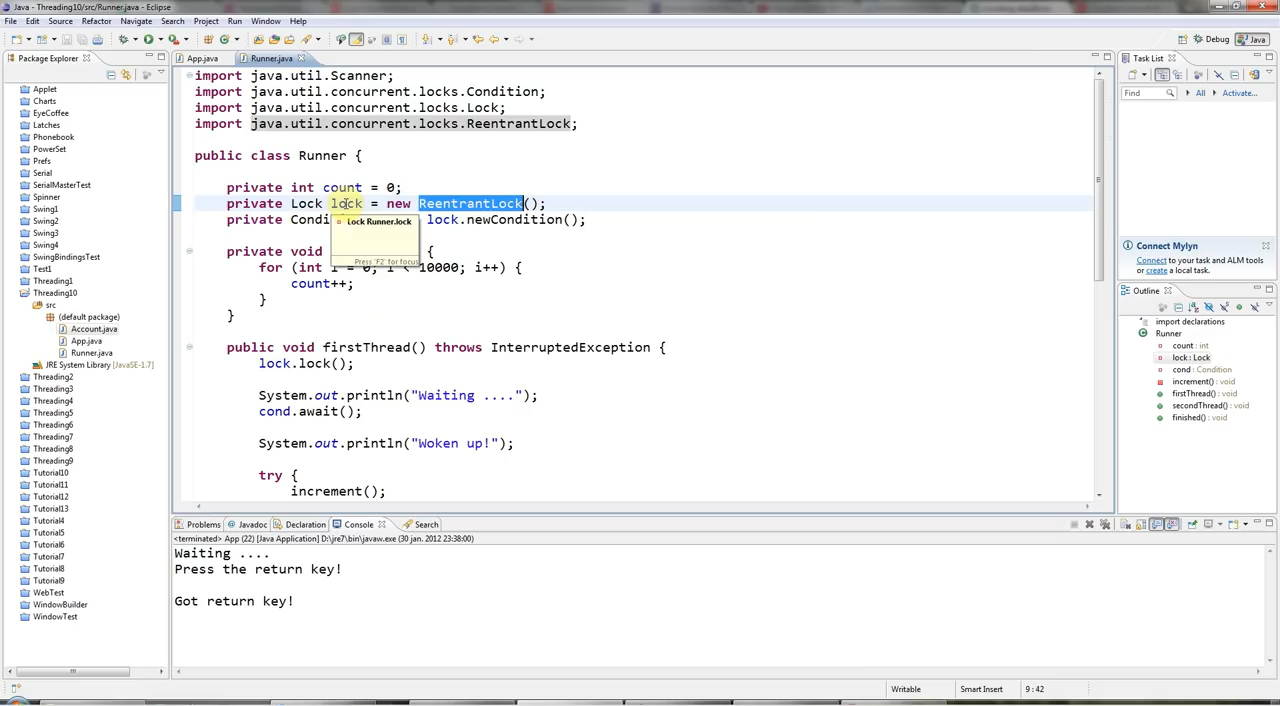 Java - Threading10/src/Runner.java - Eclipse
File Edit Source Refactor Navigate Search Project Run Window Help
Debug Java
Package Explorer
Applet
Charts
EyeCoffee
Latches
Phonebook
PowerSet
Prefs
Serial
SerialMasterTest
Spinner
Swing1
Swing2
Swing3
Swing4
SwingBindingsTest
Test1
Threading1
Threading10
src
(default package)
Account.java
App.java
Runner.java
JRE System Library [JavaSE-1.7]
Threading2
Threading3
Threading4
Threading5
Threading6
Threading7
Threading8
Threading9
Tutorial10
Tutorial11
Tutorial12
Tutorial13
Tutorial4
Tutorial5
Tutorial6
Tutorial7
Tutorial8
Tutorial9
WebTest
WindowBuilder
WindowTest
App.java Runner.java
import java.util.Scanner;
import java.util.concurrent.locks.Condition;
import java.util.concurrent.locks.Lock;
import java.util.concurrent.locks.ReentrantLock;
public class Runner {
private int count = 0;
private Lock lock = new ReentrantLock();
private Condi lock.newCondition();
Lock Runner.lock
Press 'F2' for focus
private void {
for (int i = 0; i < 10000; i++) {
count++;
}
}
public void firstThread() throws InterruptedException {
lock.lock();
System.out.println("Waiting ....");
cond.await();
System.out.println("Woken up!");
try {
increment();
Problems Javadoc Declaration Console Search
<terminated> App (22) [Java Application] D:\jre7\bin\javaw.exe (30 jan. 2012 23:38:00)
Waiting ....
Press the return key!
Got return key!
Task List
Find All Activate...
Connect Mylyn
Connect to your task and ALM tools
or create a local task.
Outline
import declarations
Runner
count : int
lock : Lock
cond : Condition
increment() : void
firstThread() : void
secondThread() : void
finished() : void
Writable Smart Insert 9 : 42